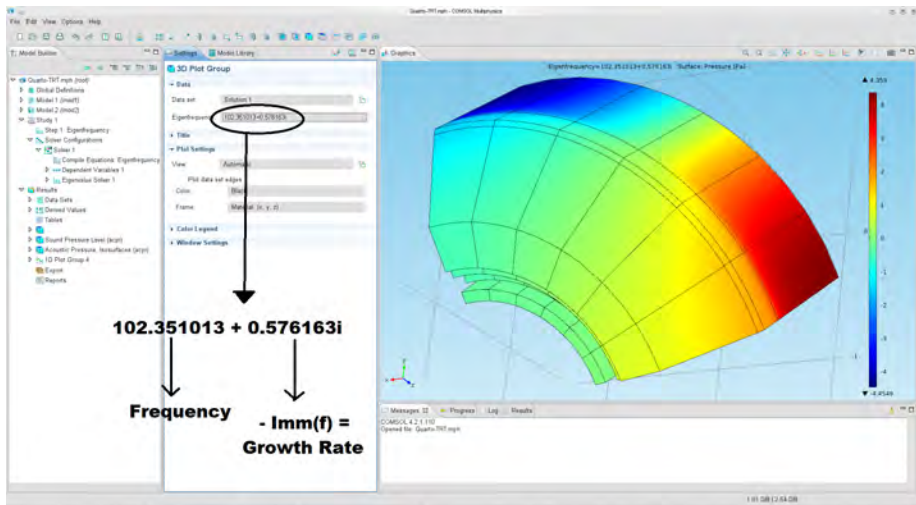 Quarto-TRT.mph - COMSOL Multiphysics
File Edit View Options Help
Model Builder
Settings
Model Library
Graphics
Quarto-TRT.mph (root)
Global Definitions
Model 1 (mod1)
Model 2 (mod2)
Study 1
Step 1: Eigenfrequency
Solver Configurations
Solver 1
Compile Equations: Eigenfrequency
Dependent Variables 1
Eigenvalue Solver 1
Results
Data Sets
Derived Values
Tables
Sound Pressure Level (acpr)
Acoustic Pressure, Isosurfaces (acpr)
1D Plot Group 4
Export
Reports
3D Plot Group
Data
Data set:
Solution 1
Eigenfrequency:
102.351013+0.576163i
Title
Plot Settings
View:
Automatic
Plot data set edges
Color:
Black
Frame:
Material (x, y, z)
Color Legend
Window Settings
Eigenfrequency=102.351013+0.576163i Surface: Pressure [Pa]
102.351013 + 0.576163i
Frequency
- Imm(f) =
Growth Rate
Messages
Progress
Log
Results
COMSOL 4.2.1.110
Opened file: Quarto-TRT.mph